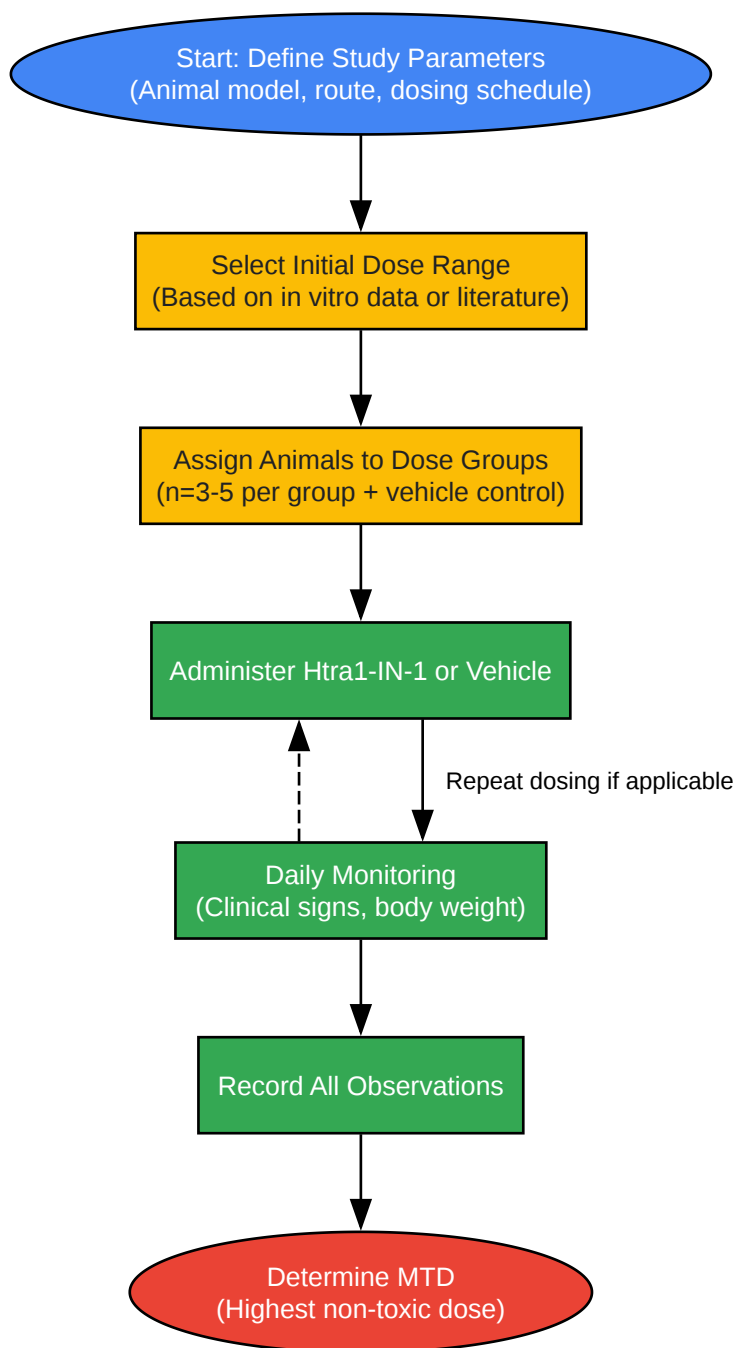 Start: Define Study Parameters
(Animal model, route, dosing schedule)
Select Initial Dose Range
(Based on in vitro data or literature)
Assign Animals to Dose Groups
(n=3-5 per group + vehicle control)
Administer Htra1-IN-1 or Vehicle
Repeat dosing if applicable
Daily Monitoring
(Clinical signs, body weight)
Record All Observations
Determine MTD
(Highest non-toxic dose)